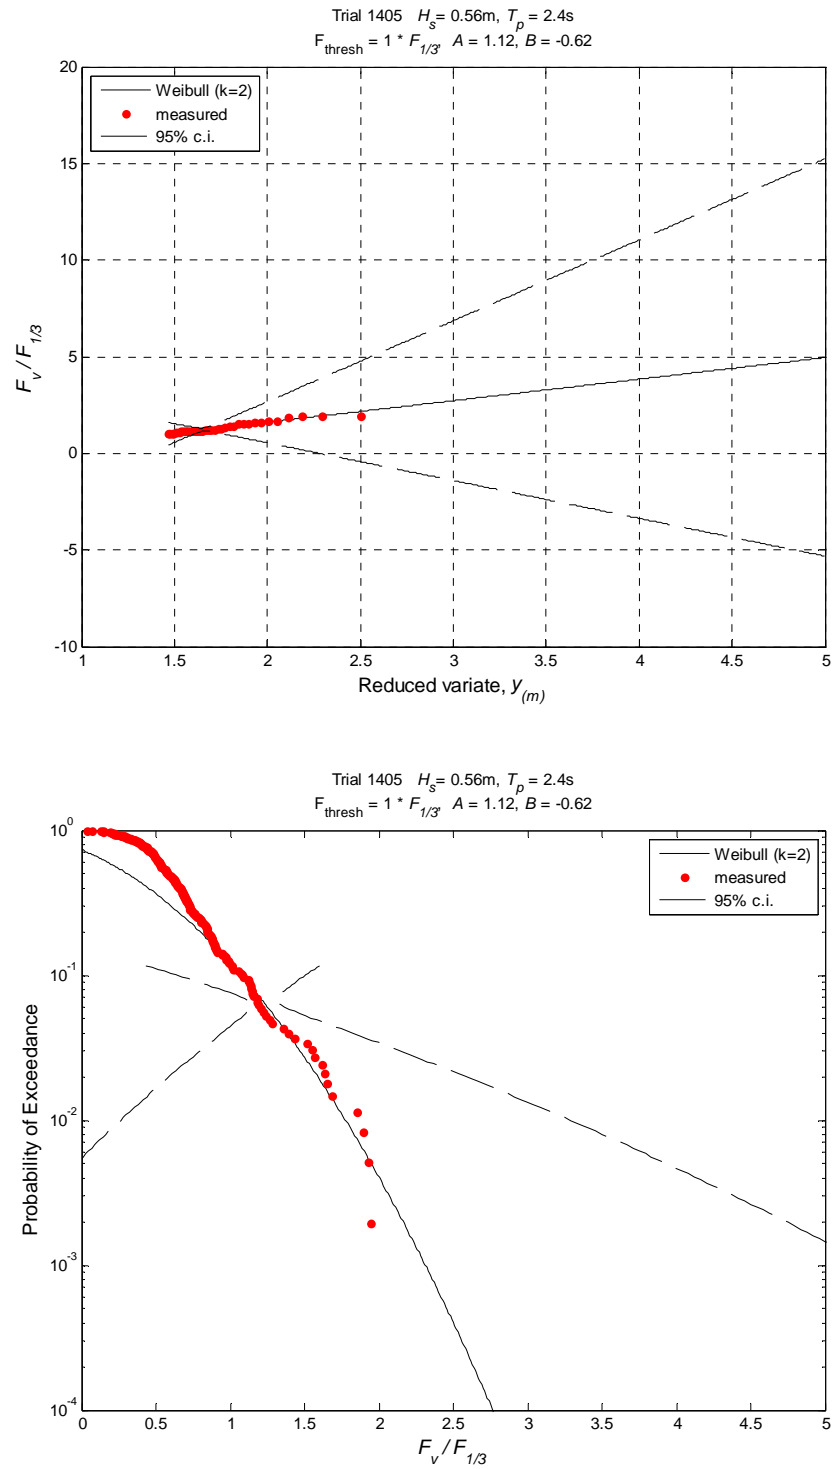 Trial 1405 H_s= 0.56m, T_p = 2.4s
F_thresh = 1 * F_1/3, A = 1.12, B = -0.62
20
15
10
5
0
-5
-10
F_v / F_1/3
Weibull (k=2)
measured
95% c.i.
1 1.5 2 2.5 3 3.5 4 4.5 5
Reduced variate, y_(m)
Trial 1405 H_s= 0.56m, T_p = 2.4s
F_thresh = 1 * F_1/3, A = 1.12, B = -0.62
10^0
10^-1
10^-2
10^-3
10^-4
Probability of Exceedance
Weibull (k=2)
measured
95% c.i.
0 0.5 1 1.5 2 2.5 3 3.5 4 4.5 5
F_v / F_1/3